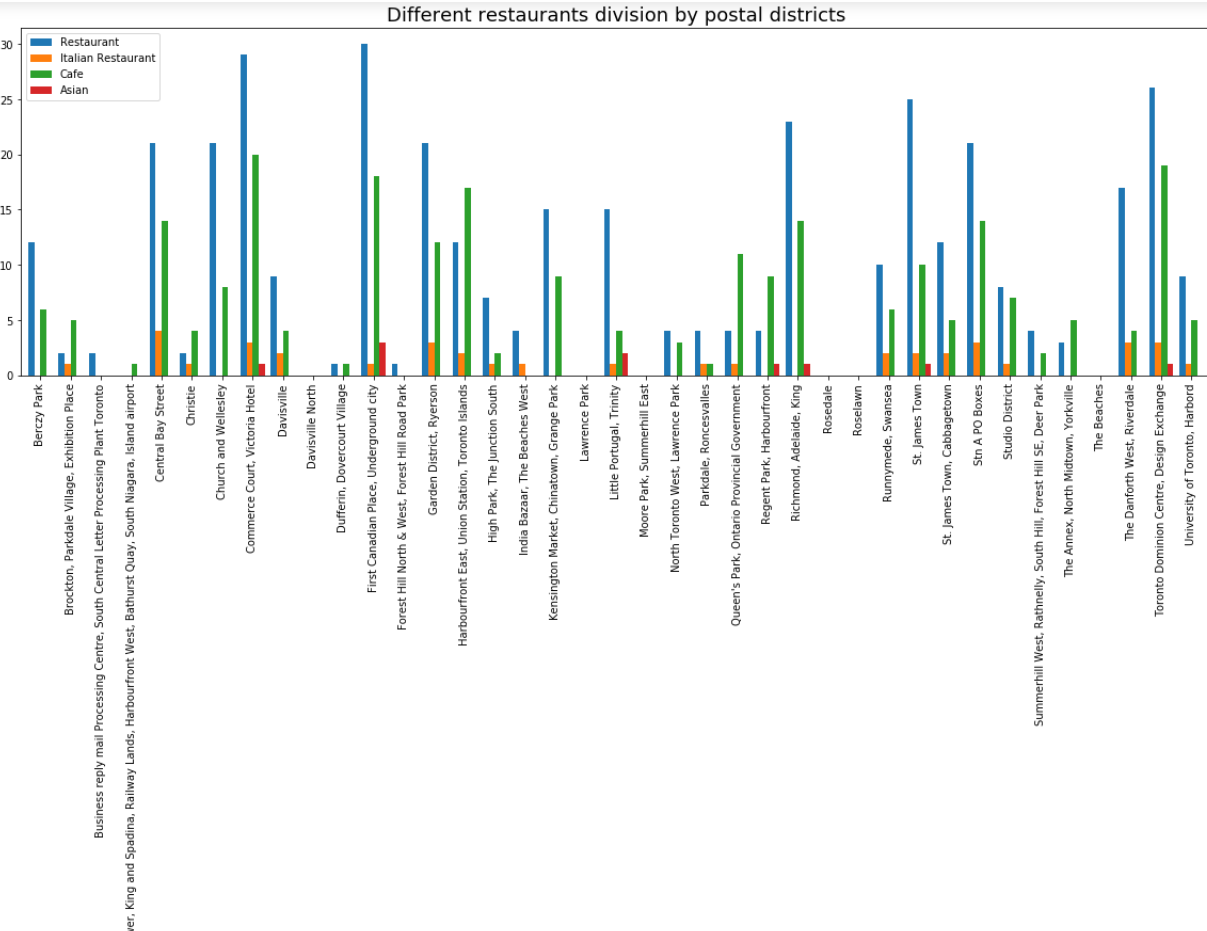 Different restaurants division by postal districts
Restaurant
Italian Restaurant
Cafe
Asian
30
25
20
15
10
5
0
Berczy Park
Brockton, Parkdale Village, Exhibition Place
Business reply mail Processing Centre, South Central Letter Processing Plant Toronto
King and Spadina, Railway Lands, Harbourfront West, Bathurst Quay, South Niagara, Island airport
Central Bay Street
Christie
Church and Wellesley
Commerce Court, Victoria Hotel
Davisville
Davisville North
Dufferin, Dovercourt Village
First Canadian Place, Underground city
Forest Hill North & West, Forest Hill Road Park
Garden District, Ryerson
Harbourfront East, Union Station, Toronto Islands
High Park, The Junction South
India Bazaar, The Beaches West
Kensington Market, Chinatown, Grange Park
Lawrence Park
Little Portugal, Trinity
Moore Park, Summerhill East
North Toronto West, Lawrence Park
Parkdale, Roncesvalles
Queen's Park, Ontario Provincial Government
Regent Park, Harbourfront
Richmond, Adelaide, King
Rosedale
Roselawn
Runnymede, Swansea
St. James Town
St. James Town, Cabbagetown
Stn A PO Boxes
Studio District
Summerhill West, Rathnelly, South Hill, Forest Hill SE, Deer Park
The Annex, North Midtown, Yorkville
The Beaches
The Danforth West, Riverdale
Toronto Dominion Centre, Design Exchange
University of Toronto, Harbord